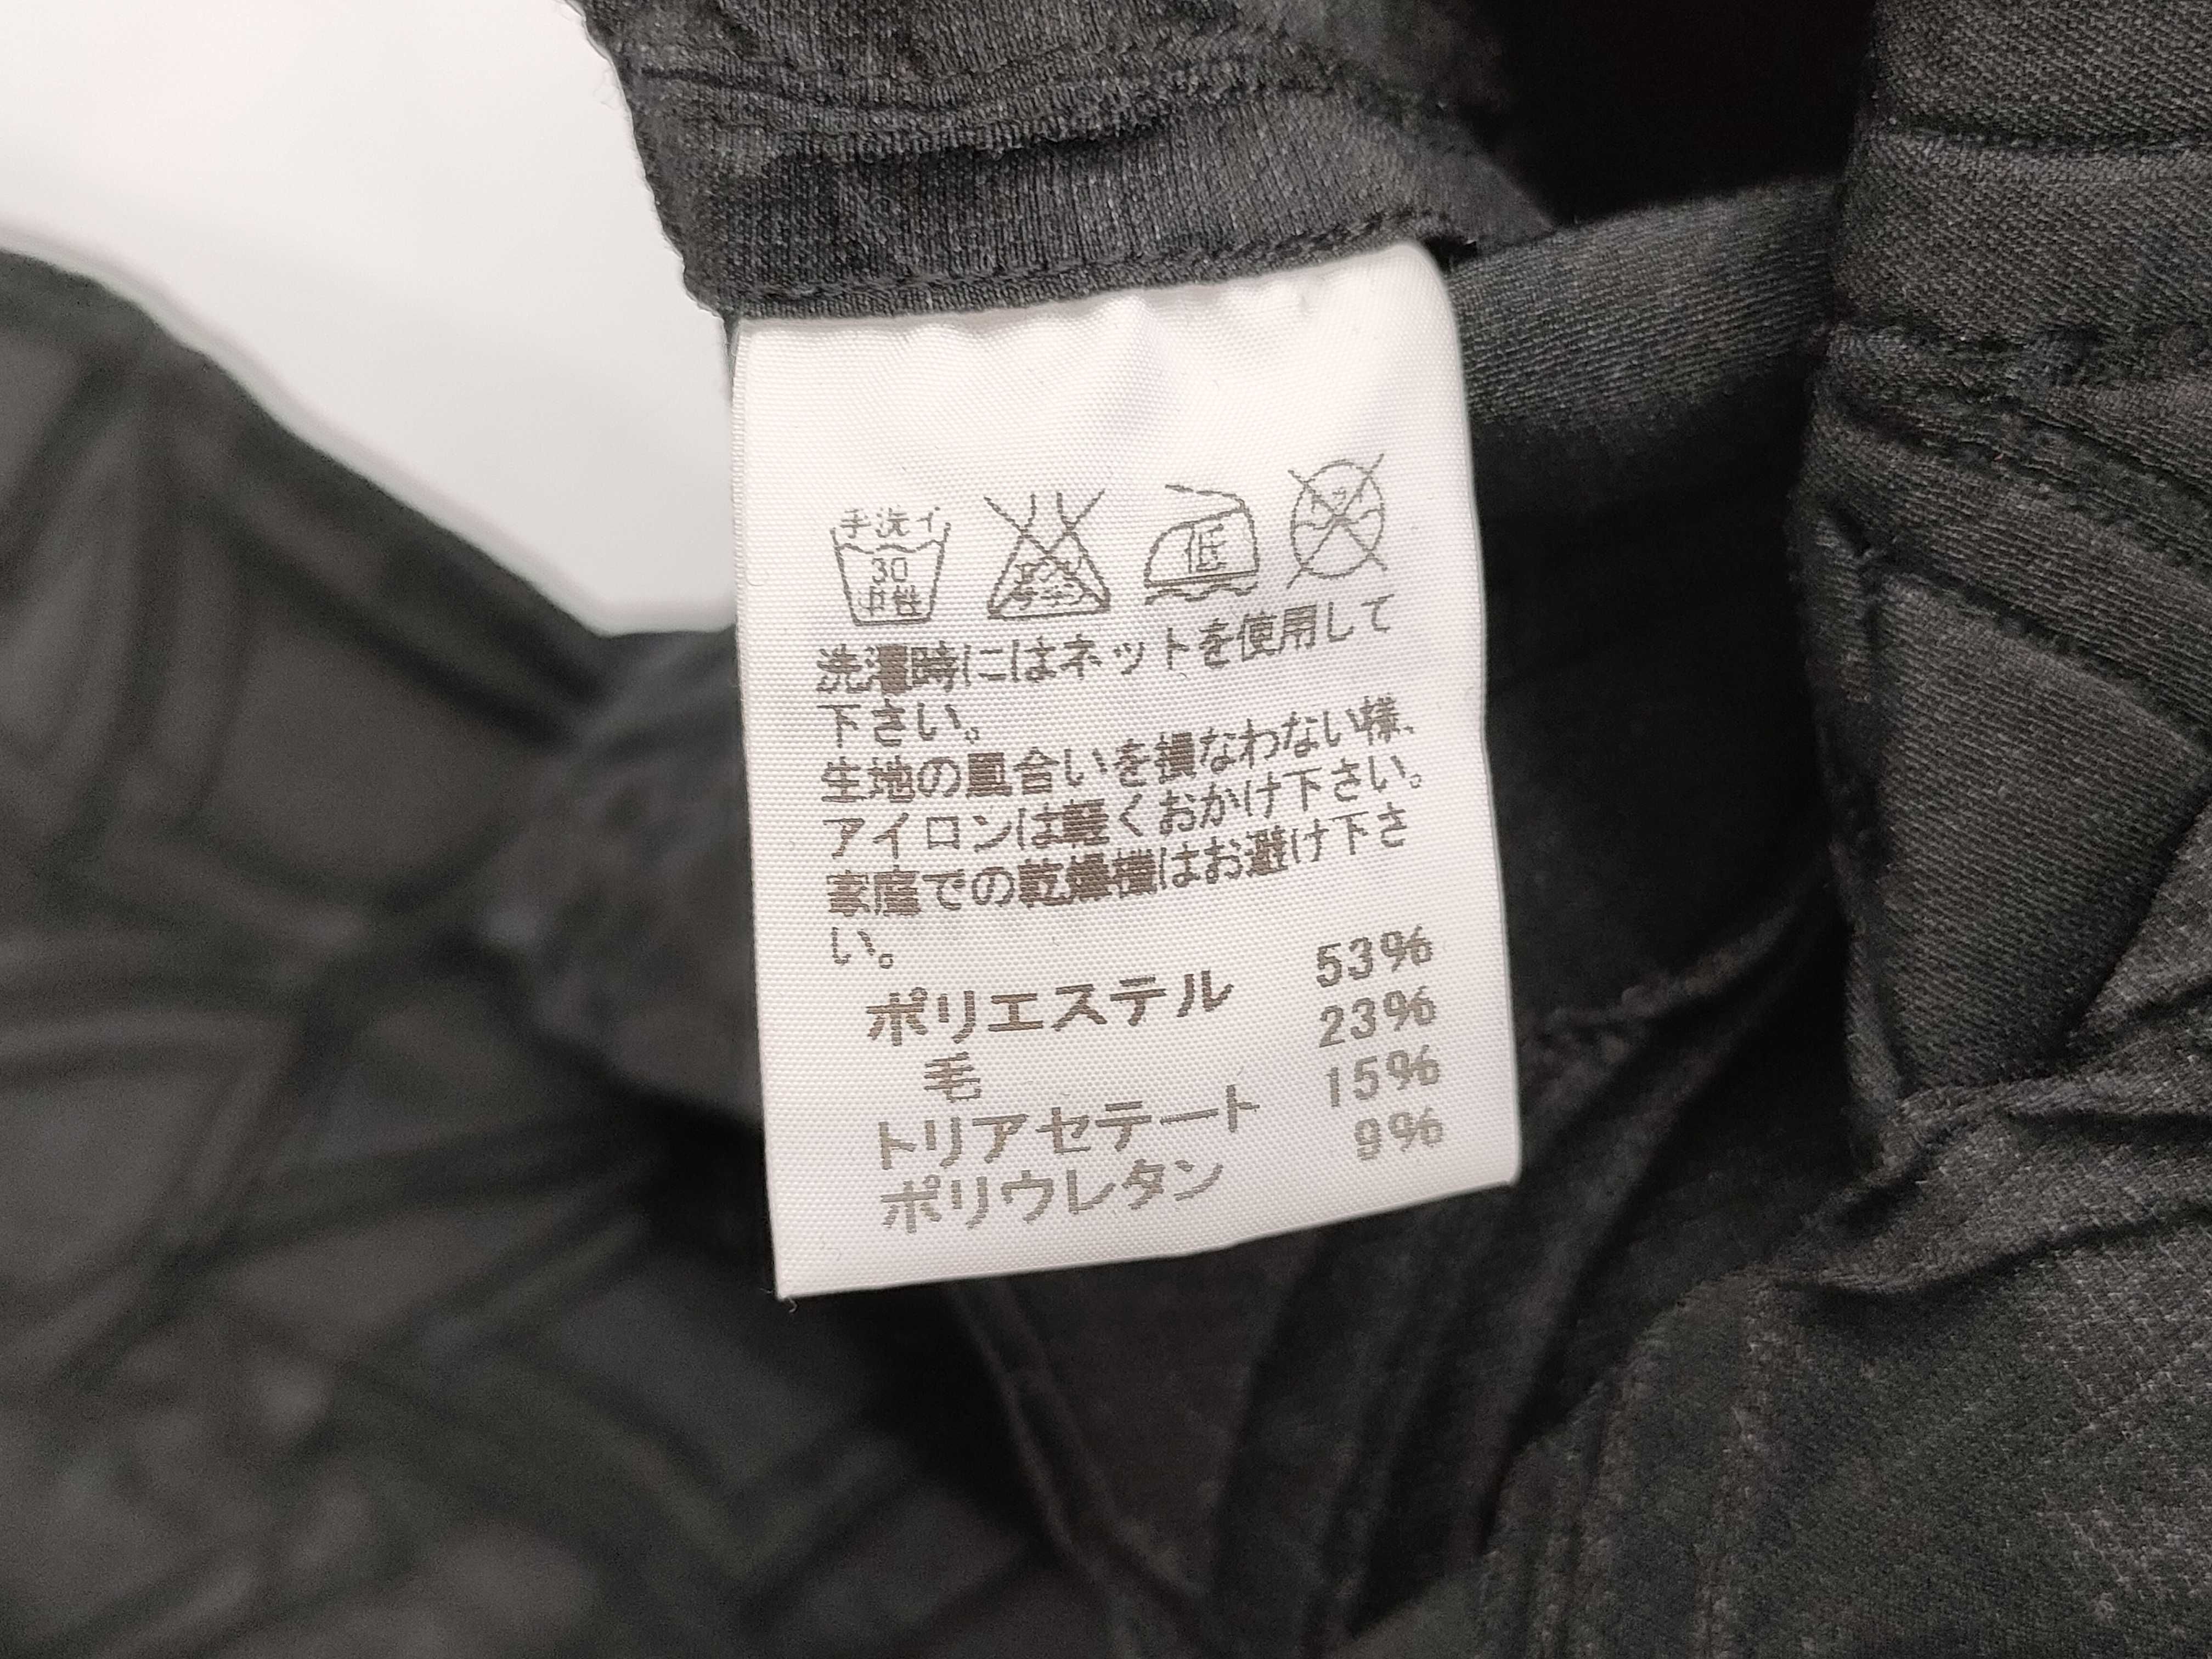 手洗イ
30
中性
低
洗濯時にはネットを使用して
下さい。
生地の風合いを損なわない様、
アイロンは軽くおかけ下さい。
家庭での乾燥機はお避け下さ
い。
ポリエステル 53%
毛 23%
トリアセテート 15%
ポリウレタン 9%